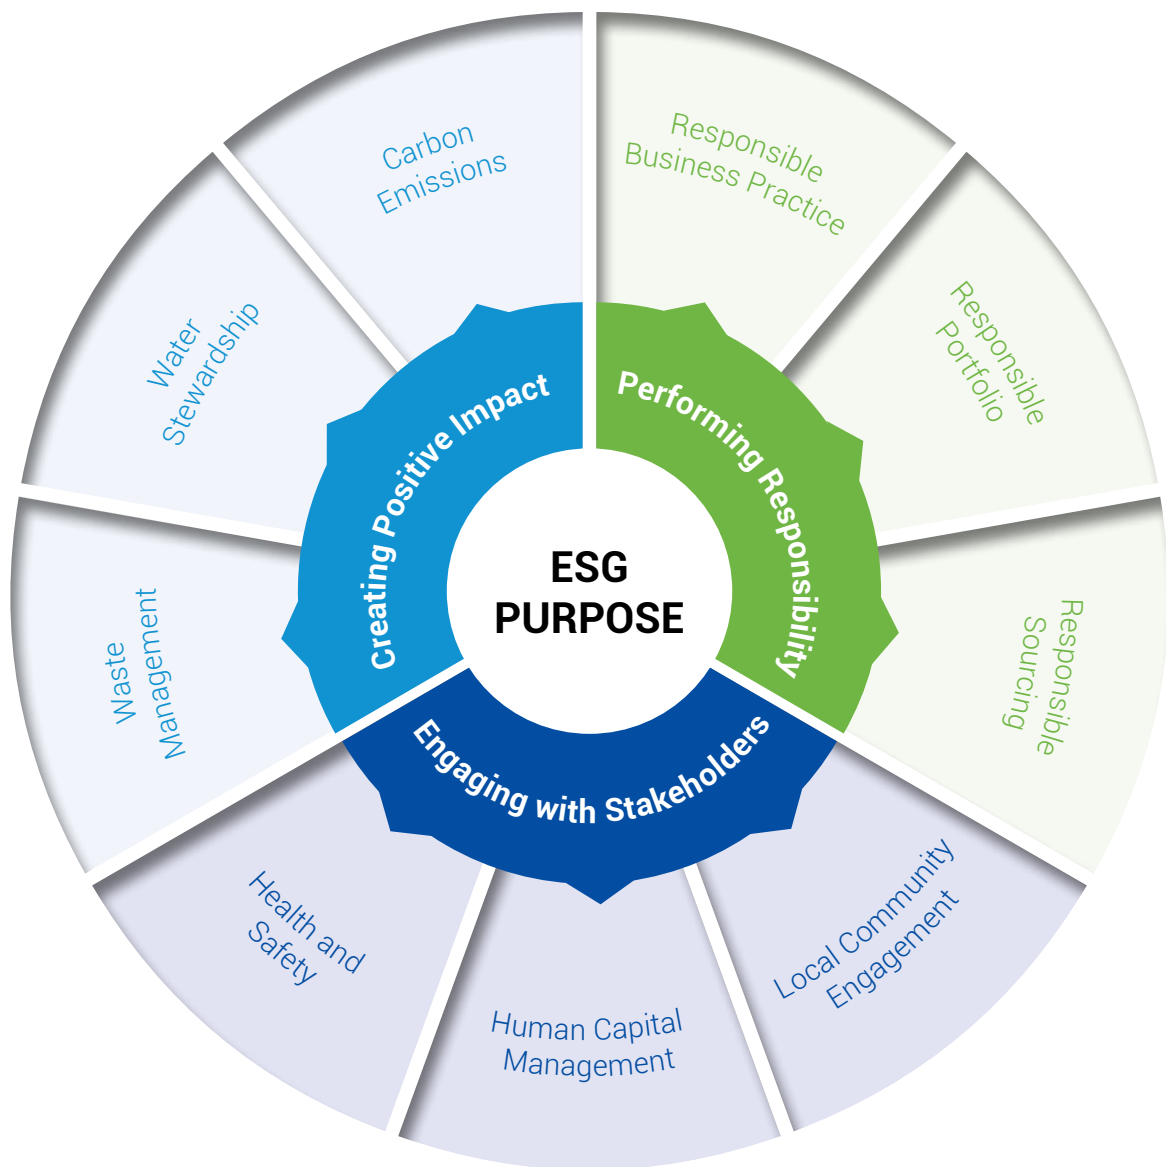 ESG
PURPOSE
Creating Positive Impact
Performing Responsibility
Engaging with Stakeholders
Carbon
Emissions
Responsible
Business Practice
Responsible
Portfolio
Responsible
Sourcing
Local Community
Engagement
Human Capital
Management
Health and
Safety
Waste
Management
Water
Stewardship